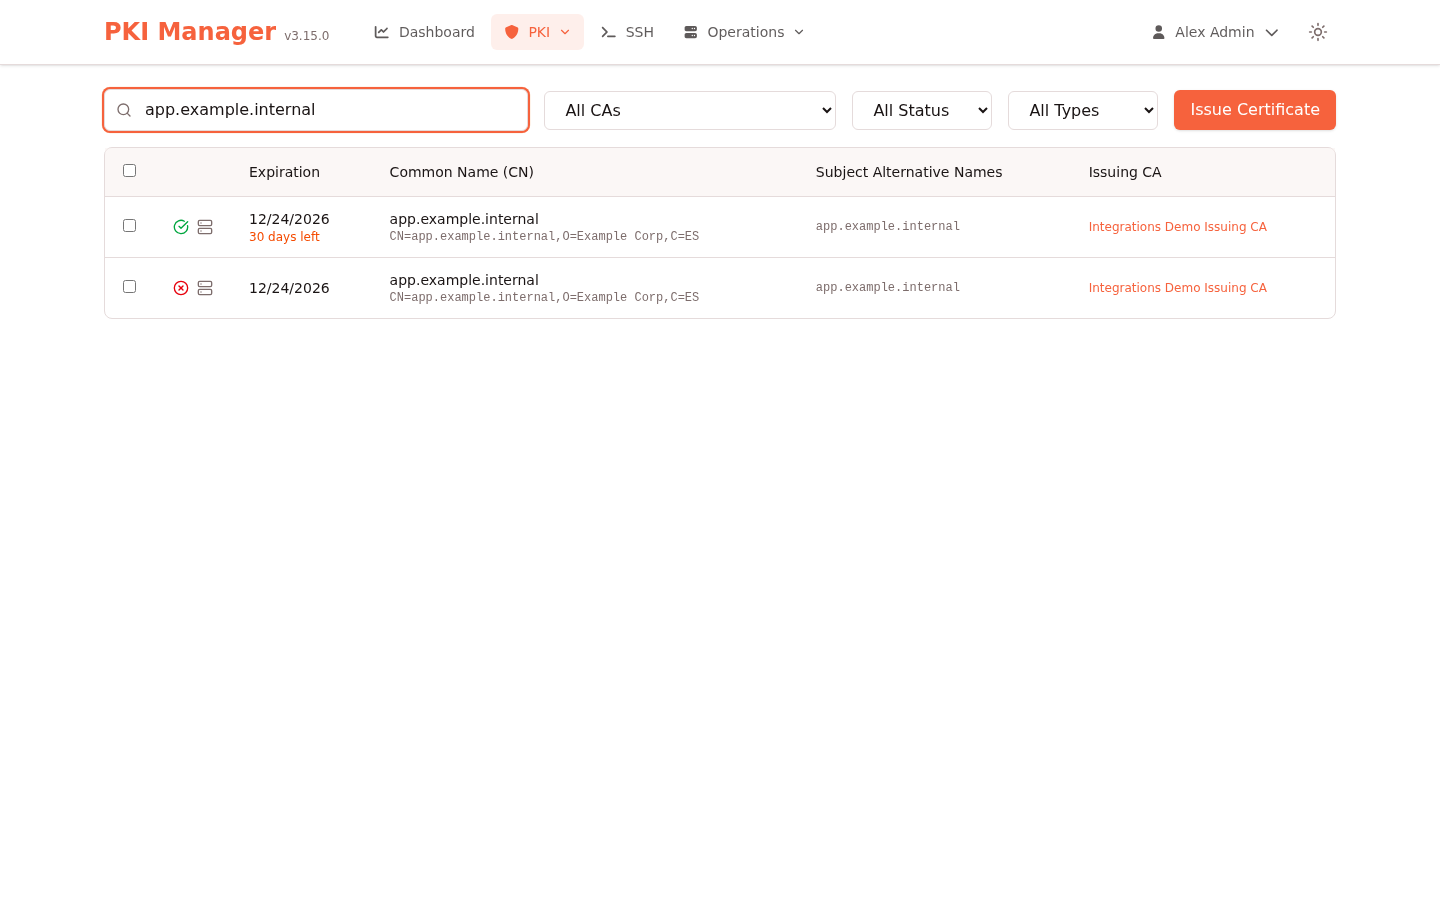 PKI Manager v3.15.0 Dashboard PKI SSH Operations Alex Admin
app.example.internal All CAs All Status All Types Issue Certificate
Expiration Common Name (CN) Subject Alternative Names Issuing CA
12/24/2026 app.example.internal app.example.internal Integrations Demo Issuing CA
30 days left CN=app.example.internal,O=Example Corp,C=ES
12/24/2026 app.example.internal app.example.internal Integrations Demo Issuing CA
CN=app.example.internal,O=Example Corp,C=ES